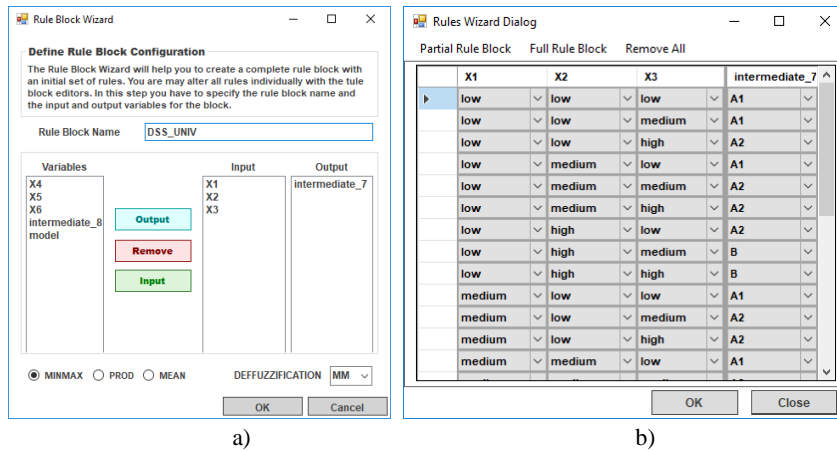 Rule Block Wizard
Define Rule Block Configuration
The Rule Block Wizard will help you to create a complete rule block with
an initial set of rules. You are may alter all rules individually with the tule
block editors. In this step you have to specify the rule block name and
the input and output variables for the block.
Rule Block Name DSS_UNIV
Variables Input Output
X4 X1 intermediate_7
X5 X2
X6 X3
intermediate_8
model
Output
Remove
Input
MINMAX PROD MEAN DEFFUZZIFICATION MM
OK Cancel
a)
Rules Wizard Dialog
Partial Rule Block Full Rule Block Remove All
X1 X2 X3 intermediate_7
low low low A1
low low medium A1
low low high A2
low medium low A1
low medium medium A2
low medium high A2
low high low A2
low high medium B
low high high B
medium low low A1
medium low medium A2
medium low high A2
medium medium low A1
OK Close
b)